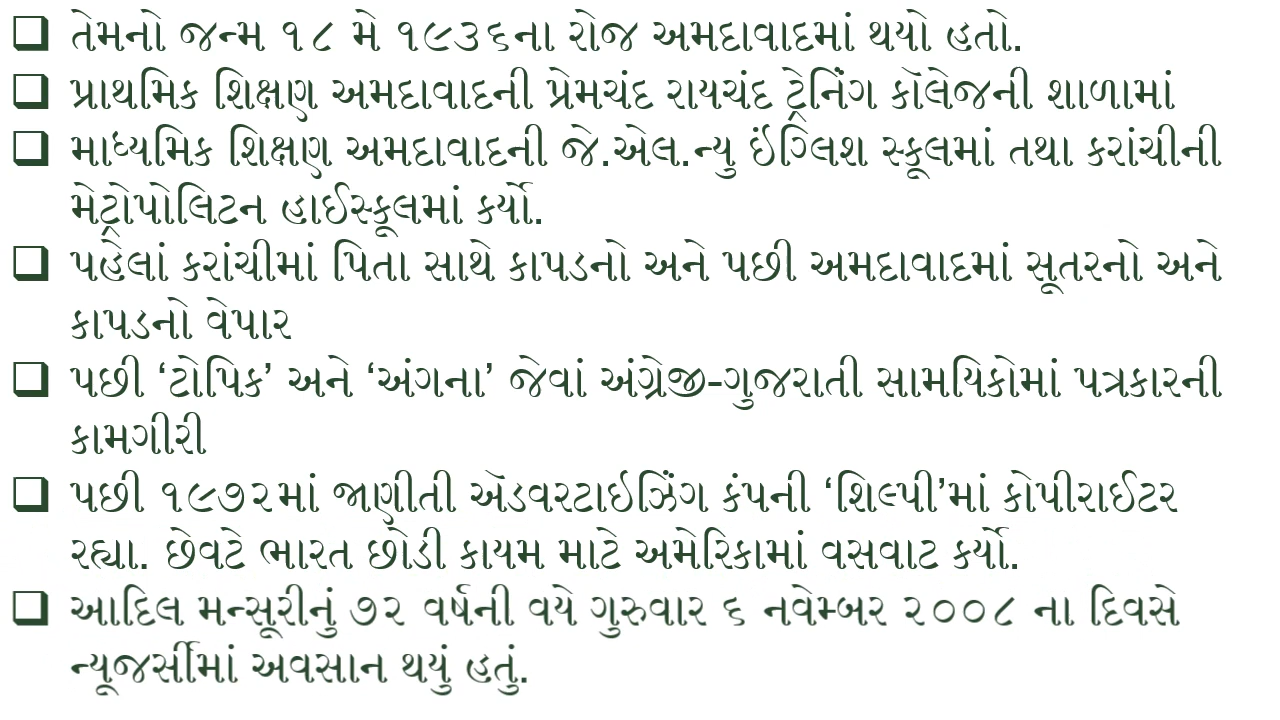 ❑ તેમનો જન્મ ૧૮ મે ૧૯૩૬ના રોજ અમદાવાદમાં થયો હતો.
❑ પ્રાથમિક શિક્ષણ અમદાવાદની પ્રેમચંદ રાયચંદ ટ્રેનિંગ કૉલેજની શાળામાં
❑ માધ્યમિક શિક્ષણ અમદાવાદની જે.એલ.ન્યુ ઇંગ્લિશ સ્કૂલમાં તથા કરાંચીની
મેટ્રોપોલિટન હાઈસ્કૂલમાં કર્યો.
❑ પહેલાં કરાંચીમાં પિતા સાથે કાપડનો અને પછી અમદાવાદમાં સૂતરનો અને
કાપડનો વેપાર
❑ પછી ‘ટોપિક’ અને ‘અંગના’ જેવાં અંગ્રેજી-ગુજરાતી સામયિકોમાં પત્રકારની
કામગીરી
❑ પછી ૧૯૭૨માં જાણીતી ઍડવરટાઇઝિંગ કંપની ‘શિલ્પી’માં કોપીરાઈટર
રહ્યા. છેવટે ભારત છોડી કાયમ માટે અમેરિકામાં વસવાટ કર્યો.
❑ આદિલ મન્સૂરીનું ૭૨ વર્ષની વયે ગુરુવાર ૬ નવેમ્બર ૨૦૦૮ ના દિવસે
ન્યૂજર્સીમાં અવસાન થયું હતું.